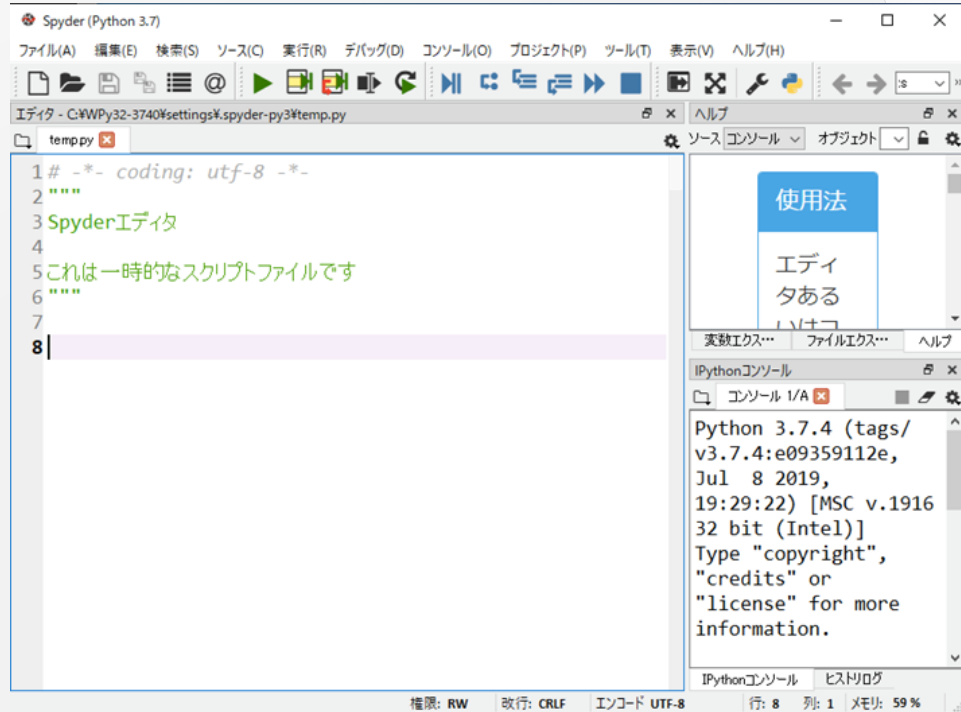 Spyder (Python 3.7)
ファイル(A) 編集(E) 検索(S) ソース(C) 実行(R) デバッグ(D) コンソール(O) プロジェクト(P) ツール(T) 表示(V) ヘルプ(H)
エディタ - C:¥WPy32-3740¥settings¥.spyder-py3¥temp.py
temp.py
1 # -*- coding: utf-8 -*-
2 """
3 Spyderエディタ
4
5 これは一時的なスクリプトファイルです
6 """
7
8
ヘルプ
ソース コンソール オブジェクト
使用法
エディ
タある
いはコ
変数エクス… ファイルエクス… ヘルプ
IPythonコンソール
コンソール 1/A
Python 3.7.4 (tags/
v3.7.4:e09359112e,
Jul  8 2019,
19:29:22) [MSC v.1916
32 bit (Intel)]
Type "copyright",
"credits" or
"license" for more
information.
IPythonコンソール ヒストリログ
権限: RW 改行: CRLF エンコード UTF-8 行: 8 列: 1 メモリ: 59 %